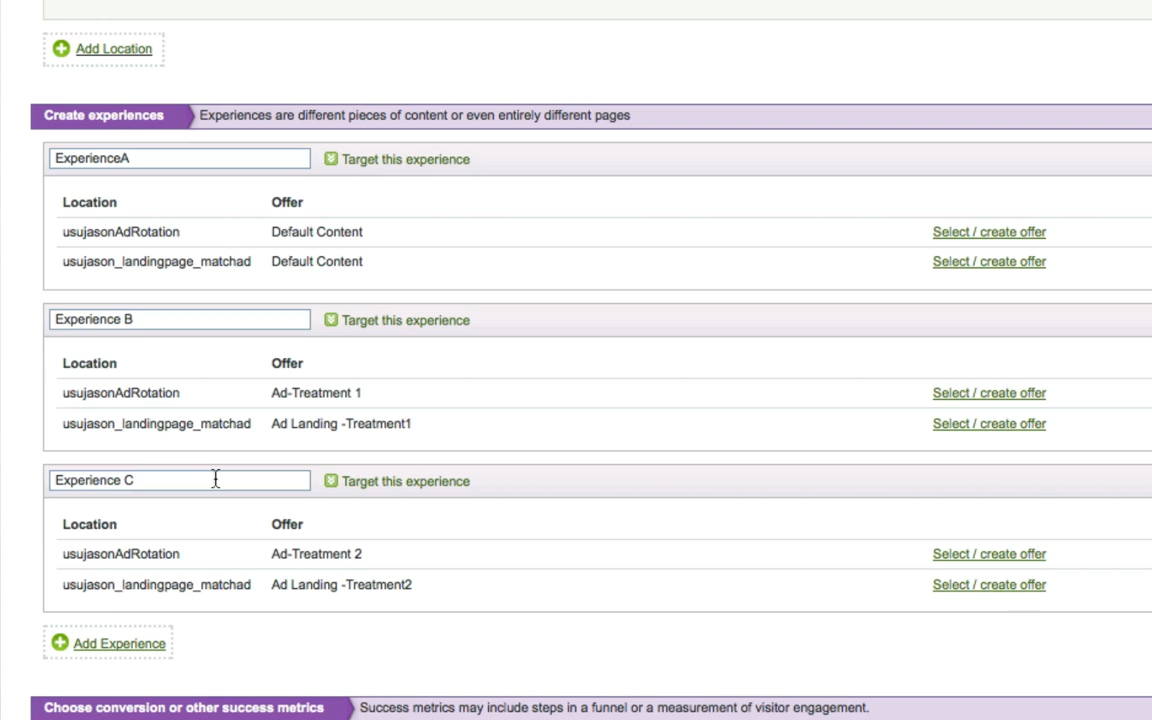 Add Location
Create experiences Experiences are different pieces of content or even entirely different pages
ExperienceA Target this experience
Location Offer
usujasonAdRotation Default Content Select / create offer
usujason_landingpage_matchad Default Content Select / create offer
Experience B Target this experience
Location Offer
usujasonAdRotation Ad-Treatment 1 Select / create offer
usujason_landingpage_matchad Ad Landing -Treatment1 Select / create offer
Experience C Target this experience
Location Offer
usujasonAdRotation Ad-Treatment 2 Select / create offer
usujason_landingpage_matchad Ad Landing -Treatment2 Select / create offer
Add Experience
Choose conversion or other success metrics Success metrics may include steps in a funnel or a measurement of visitor engagement.